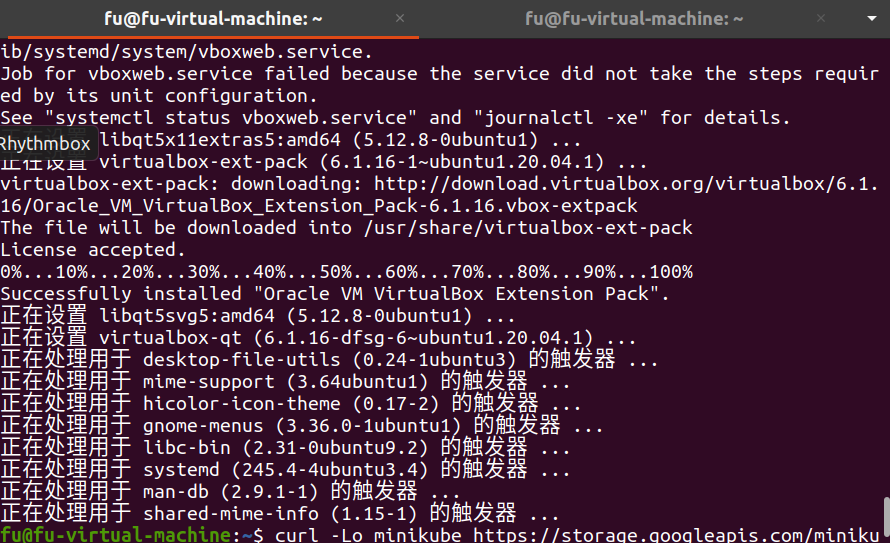 fu@fu-virtual-machine: ~ × fu@fu-virtual-machine: ~ ×
ib/systemd/system/vboxweb.service.
Job for vboxweb.service failed because the service did not take the steps requir
ed by its unit configuration.
See "systemctl status vboxweb.service" and "journalctl -xe" for details.
正在设置 libqt5x11extras5:amd64 (5.12.8-0ubuntu1) ...
Rhythmbox
正在设置 virtualbox-ext-pack (6.1.16-1~ubuntu1.20.04.1) ...
virtualbox-ext-pack: downloading: http://download.virtualbox.org/virtualbox/6.1.
16/Oracle_VM_VirtualBox_Extension_Pack-6.1.16.vbox-extpack
The file will be downloaded into /usr/share/virtualbox-ext-pack
License accepted.
0%...10%...20%...30%...40%...50%...60%...70%...80%...90%...100%
Successfully installed "Oracle VM VirtualBox Extension Pack".
正在设置 libqt5svg5:amd64 (5.12.8-0ubuntu1) ...
正在设置 virtualbox-qt (6.1.16-dfsg-6~ubuntu1.20.04.1) ...
正在处理用于 desktop-file-utils (0.24-1ubuntu3) 的触发器 ...
正在处理用于 mime-support (3.64ubuntu1) 的触发器 ...
正在处理用于 hicolor-icon-theme (0.17-2) 的触发器 ...
正在处理用于 gnome-menus (3.36.0-1ubuntu1) 的触发器 ...
正在处理用于 libc-bin (2.31-0ubuntu9.2) 的触发器 ...
正在处理用于 systemd (245.4-4ubuntu3.4) 的触发器 ...
正在处理用于 man-db (2.9.1-1) 的触发器 ...
正在处理用于 shared-mime-info (1.15-1) 的触发器 ...
fu@fu-virtual-machine:~$ curl -Lo minikube https://storage.googleapis.com/miniku